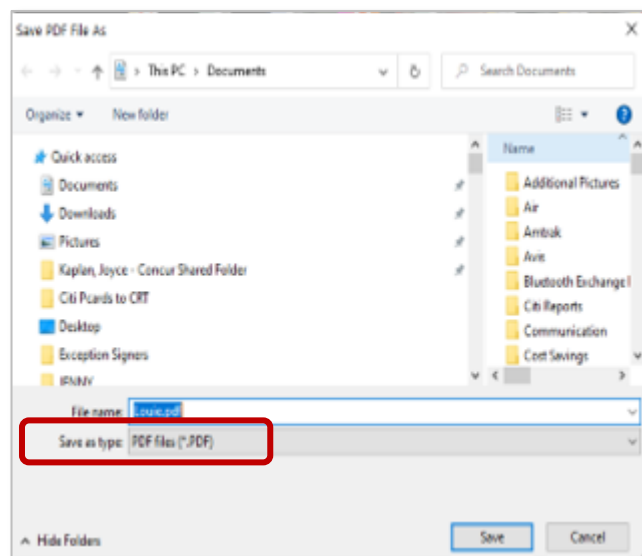 Save PDF File As
This PC > Documents
Search Documents
Organize
New folder
Quick access
Documents
Downloads
Pictures
Kaplan, Joyce - Concur Shared Folder
Citi Pcards to CRT
Desktop
Exception Signers
JENNY
Name
Additional Pictures
Air
Amtrak
Avis
Bluetooth Exchange
Citi Reports
Communication
Cost Savings
File name: Louie.pdf
Save as type: PDF files (*.PDF)
Hide Folders
Save
Cancel